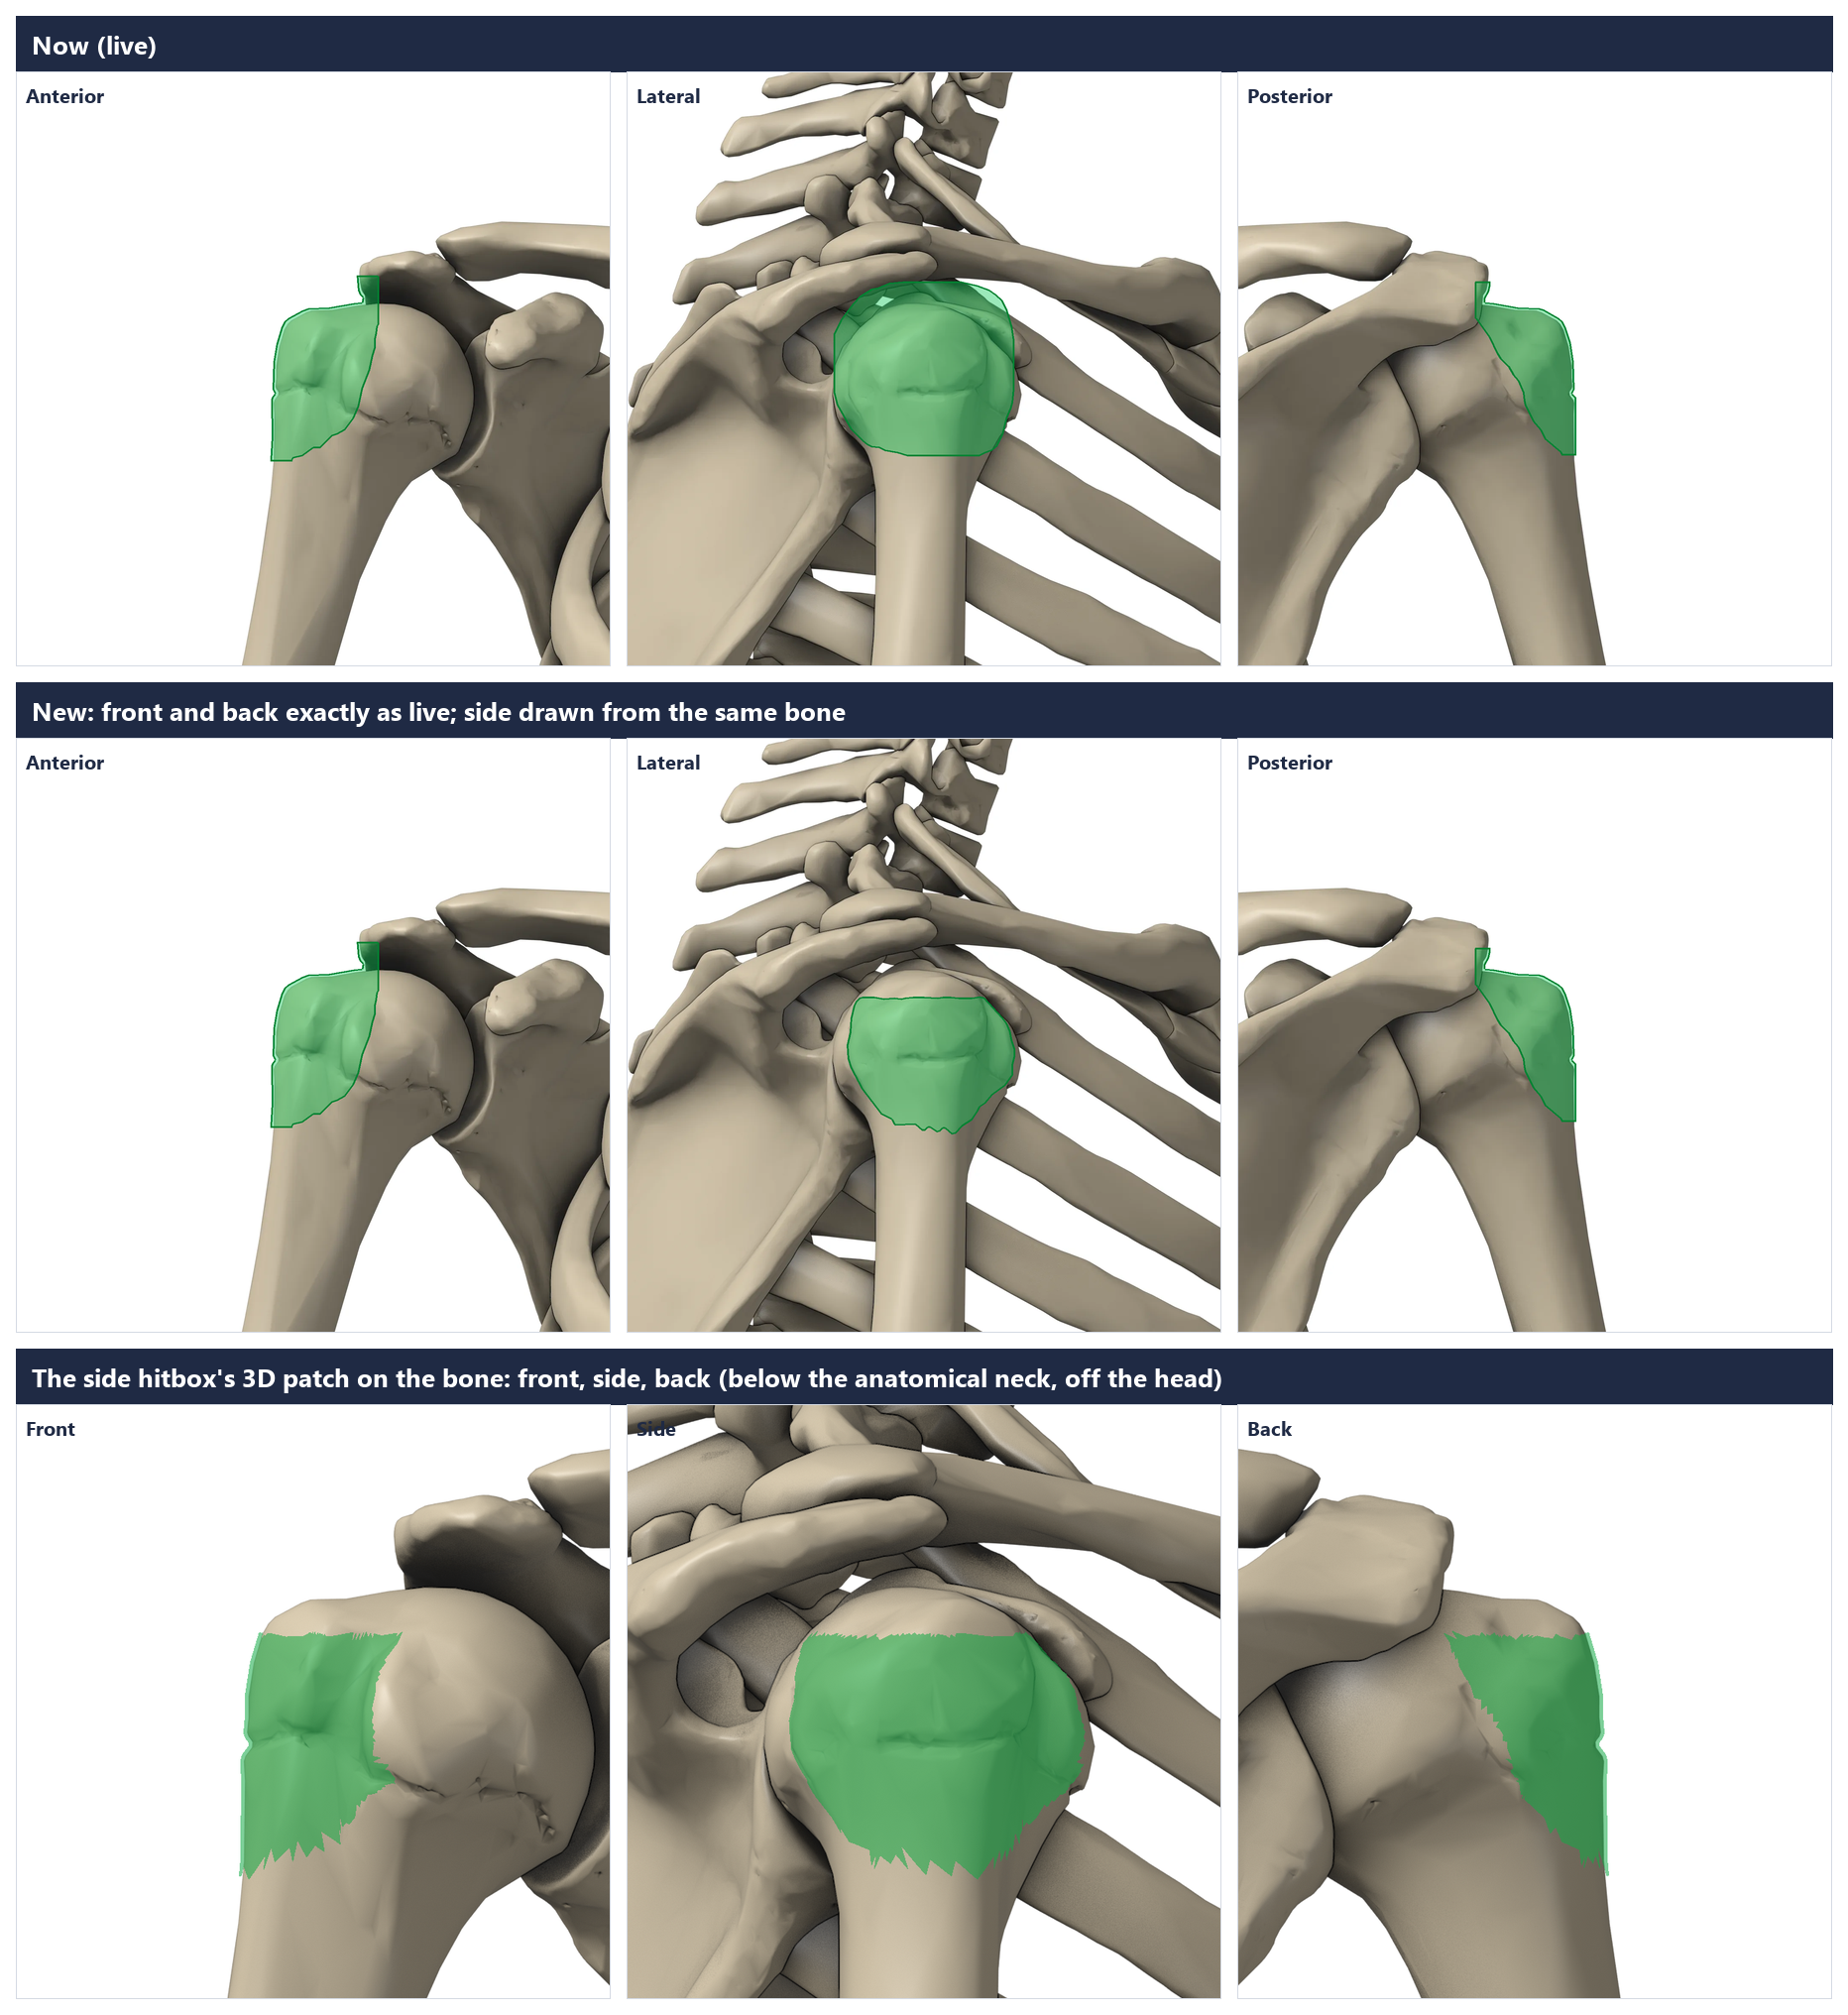 Now (live)
Anterior
Lateral
Posterior
New: front and back exactly as live; side drawn from the same bone
Anterior
Lateral
Posterior
The side hitbox's 3D patch on the bone: front, side, back (below the anatomical neck, off the head)
Front
Side
Back